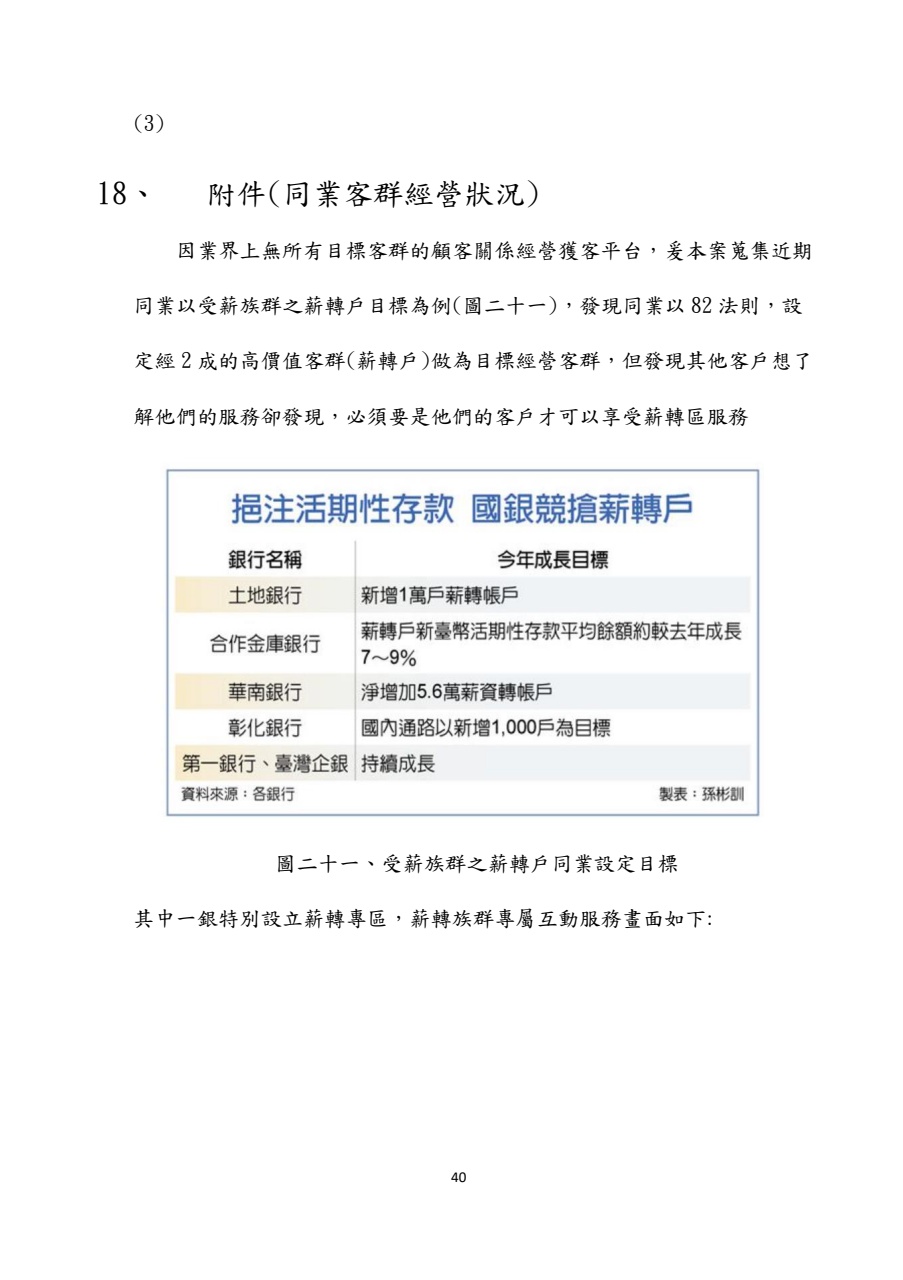 (3)
18、 附件(同業客群經營狀況)
因業界上無所有目標客群的顧客關係經營獲客平台，爰本案蒐集近期
同業以受薪族群之薪轉戶目標為例(圖二十一)，發現同業以 82 法則，設
定經 2 成的高價值客群(薪轉戶)做為目標經營客群，但發現其他客戶想了
解他們的服務卻發現，必須要是他們的客戶才可以享受薪轉區服務
挹注活期性存款 國銀競搶薪轉戶
銀行名稱 今年成長目標
土地銀行 新增1萬戶薪轉帳戶
合作金庫銀行 薪轉戶新臺幣活期性存款平均餘額約較去年成長
7～9%
華南銀行 淨增加5.6萬薪資轉帳戶
彰化銀行 國內通路以新增1,000戶為目標
第一銀行、臺灣企銀 持續成長
資料來源：各銀行 製表：孫彬訓
圖二十一、受薪族群之薪轉戶同業設定目標
其中一銀特別設立薪轉專區，薪轉族群專屬互動服務畫面如下:
40